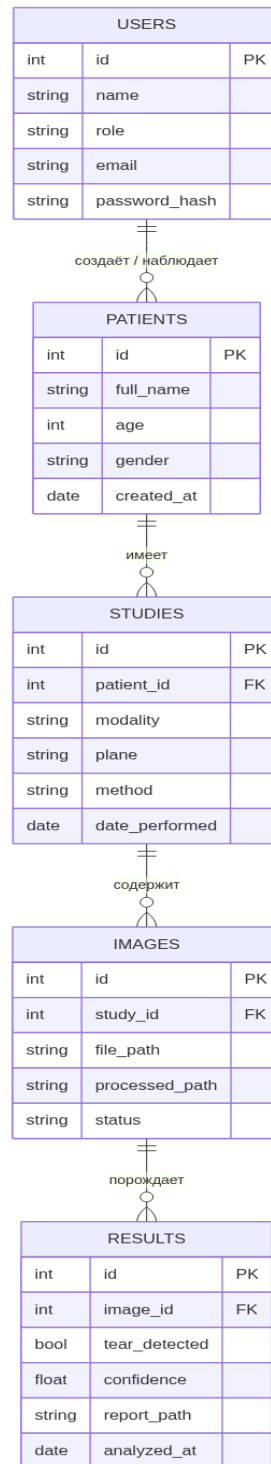 USERS
int id PK
string name
string role
string email
string password_hash
создаёт / наблюдает
PATIENTS
int id PK
string full_name
int age
string gender
date created_at
имеет
STUDIES
int id PK
int patient_id FK
string modality
string plane
string method
date date_performed
содержит
IMAGES
int id PK
int study_id FK
string file_path
string processed_path
string status
порождает
RESULTS
int id PK
int image_id FK
bool tear_detected
float confidence
string report_path
date analyzed_at